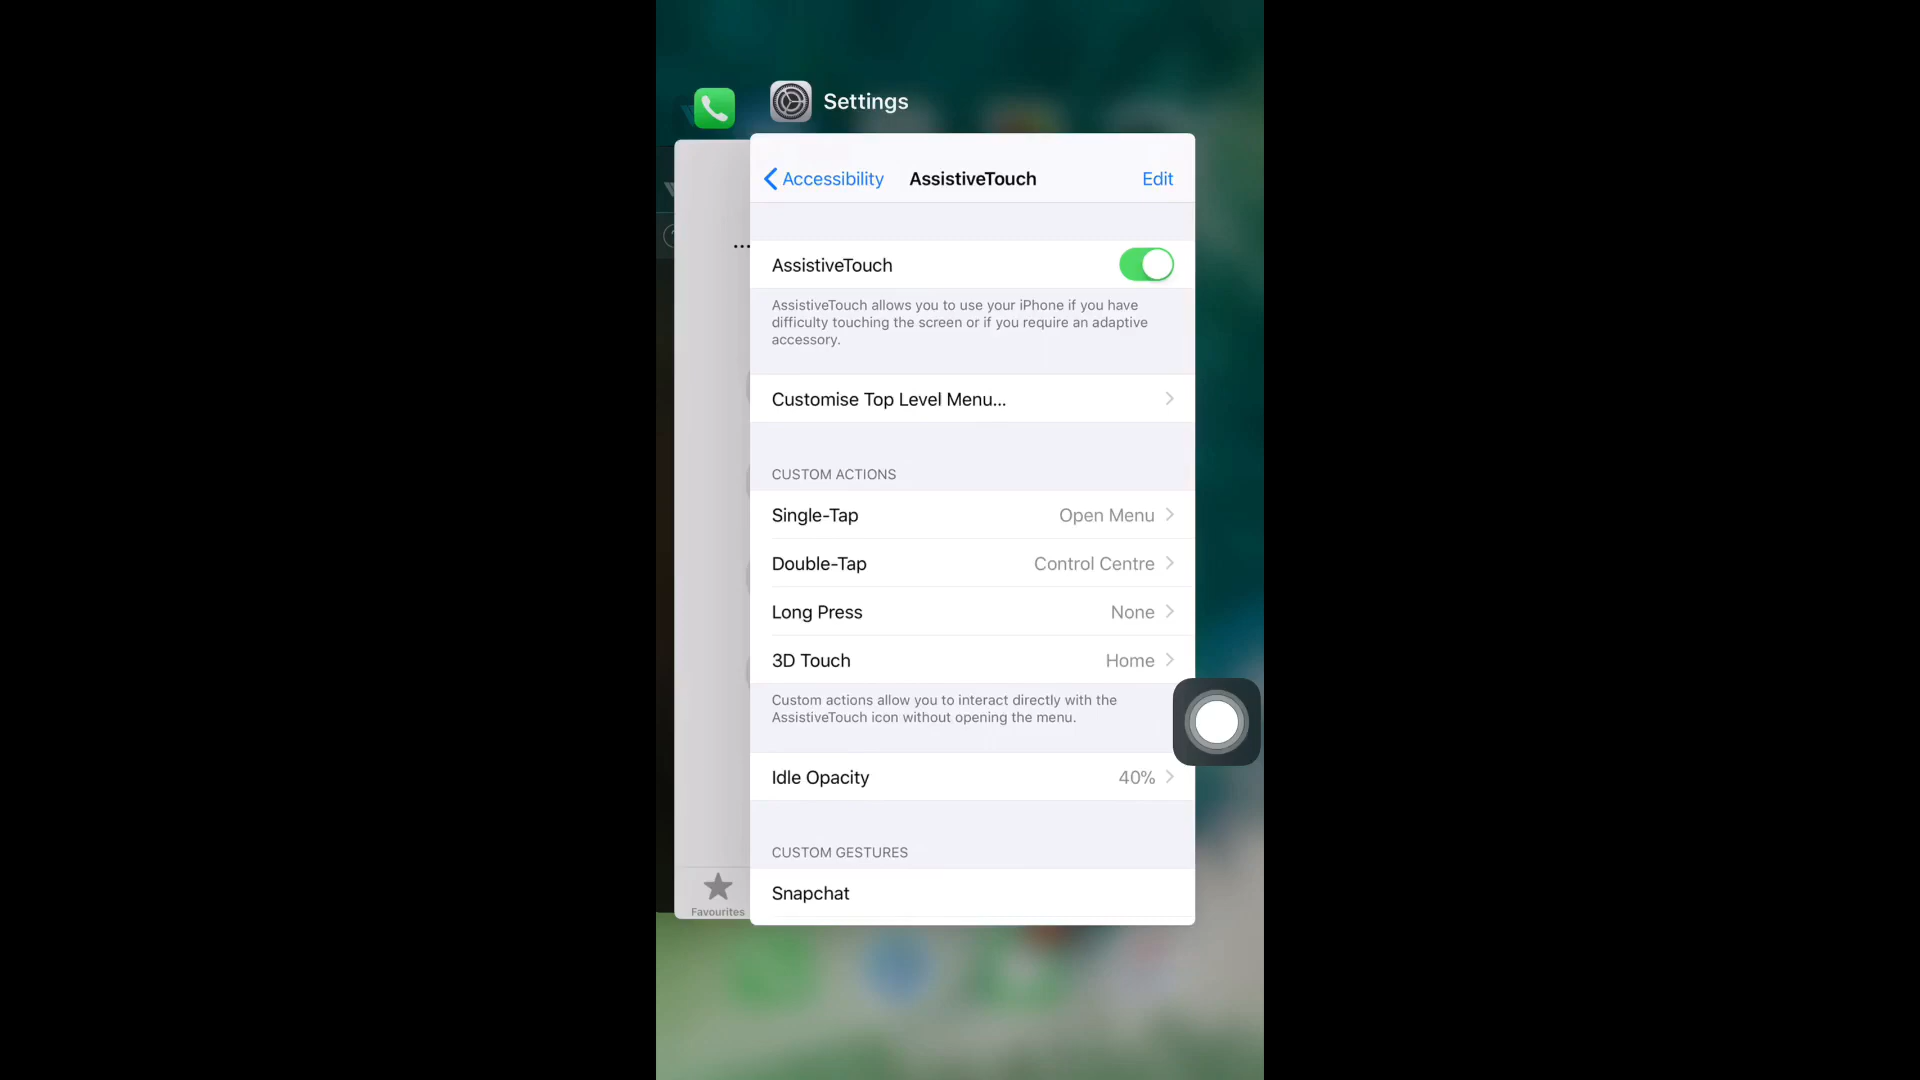 Settings
Accessibility
AssistiveTouch
Edit
...
AssistiveTouch
AssistiveTouch allows you to use your iPhone if you have
difficulty touching the screen or if you require an adaptive
accessory.
Customise Top Level Menu...
CUSTOM ACTIONS
Single-Tap Open Menu
Double-Tap Control Centre
Long Press None
3D Touch Home
Custom actions allow you to interact directly with the
AssistiveTouch icon without opening the menu.
Idle Opacity 40%
CUSTOM GESTURES
Snapchat
Favourites